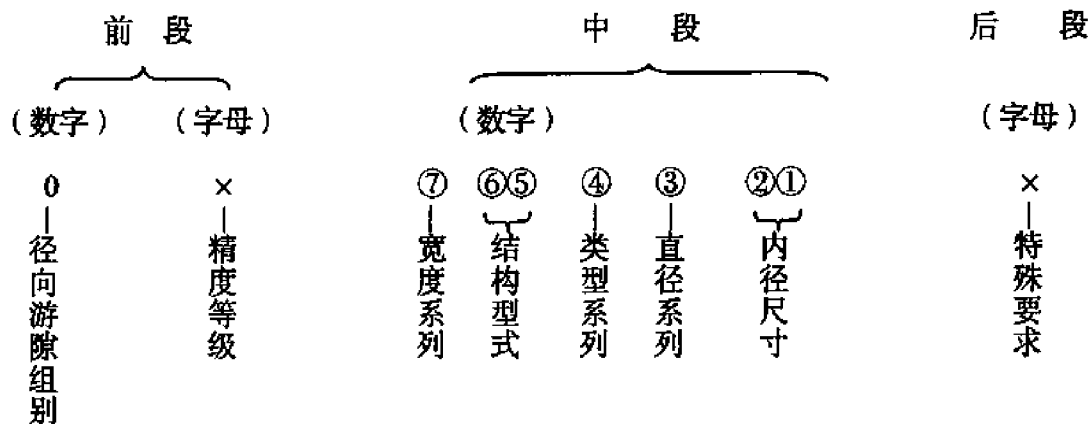 前 段 中 段 后 段
(数字) (字母) (数字) (字母)
0 × ⑦ ⑥⑤ ④ ③ ②① ×
径向游隙组别 精度等级 宽度系列 结构型式 类型系列 直径系列 内径尺寸 特殊要求